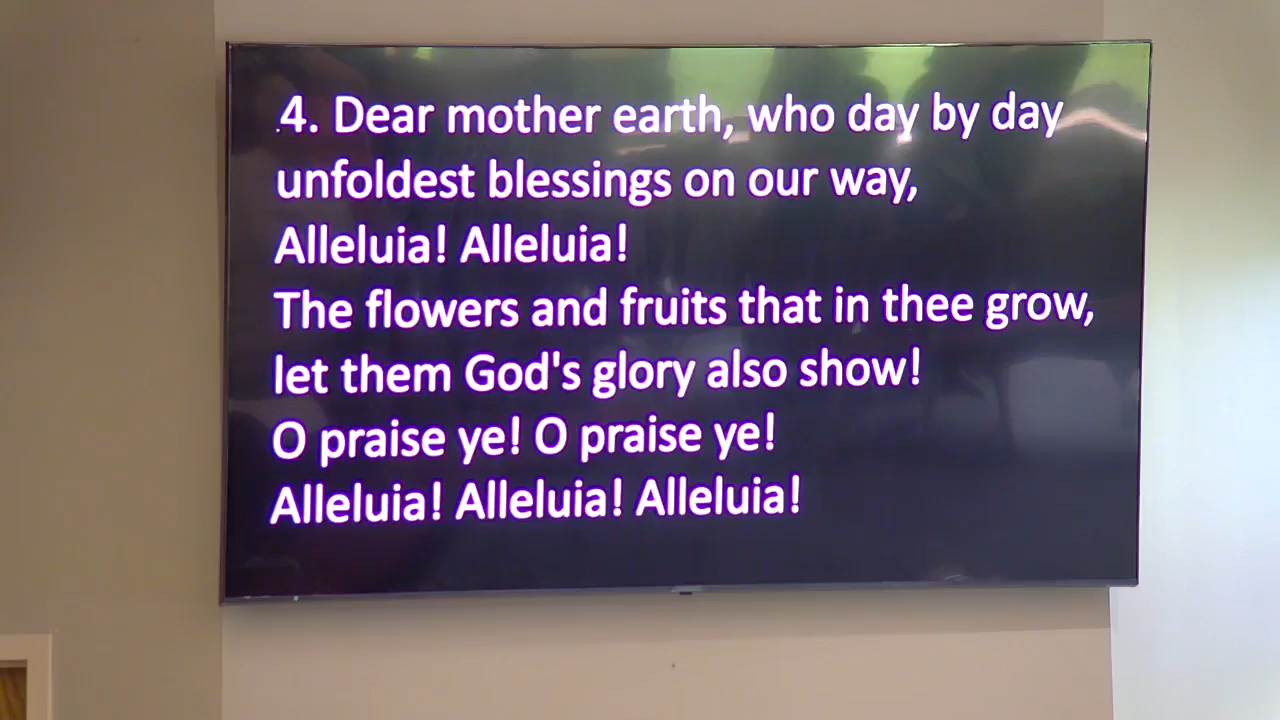 .4. Dear mother earth, who day by day
unfoldest blessings on our way,
Alleluia! Alleluia!
The flowers and fruits that in thee grow,
let them God's glory also show!
O praise ye! O praise ye!
Alleluia! Alleluia! Alleluia!